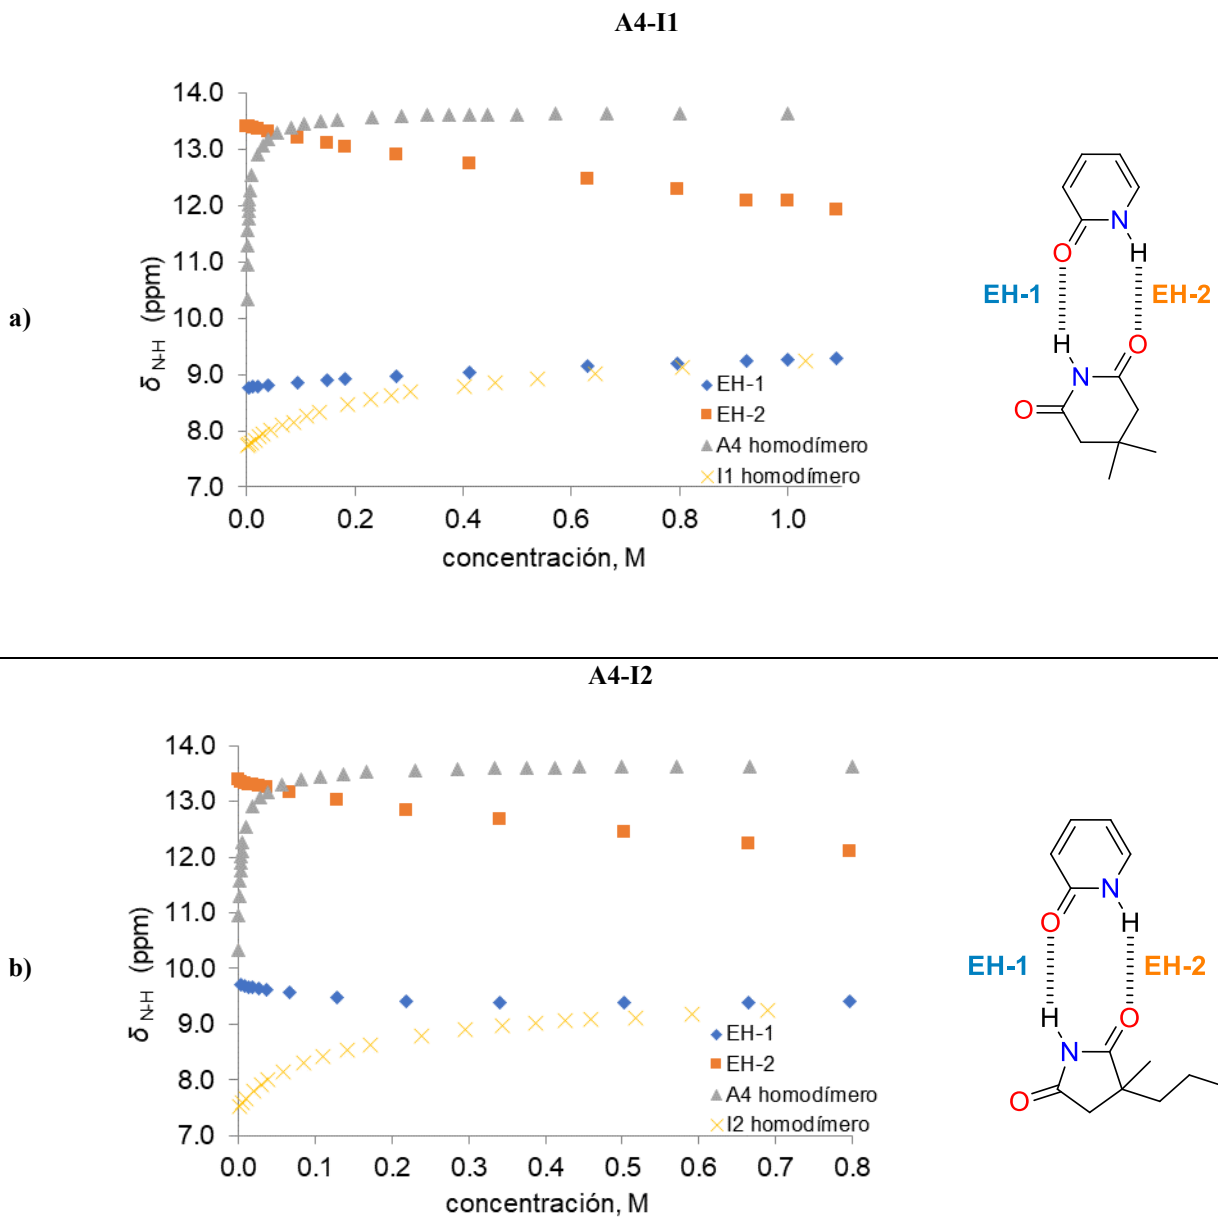 A4-I1
a)
14.0
13.0
12.0
11.0
10.0
9.0
8.0
7.0
δN-H (ppm)
0.0 0.2 0.4 0.6 0.8 1.0
concentración, M
EH-1
EH-2
A4 homodímero
I1 homodímero
N
O H
EH-1 EH-2
H O
N
O
A4-I2
b)
14.0
13.0
12.0
11.0
10.0
9.0
8.0
7.0
δN-H (ppm)
0.0 0.1 0.2 0.3 0.4 0.5 0.6 0.7 0.8
concentración, M
EH-1
EH-2
A4 homodímero
I2 homodímero
N
O H
EH-1 EH-2
H O
N
O